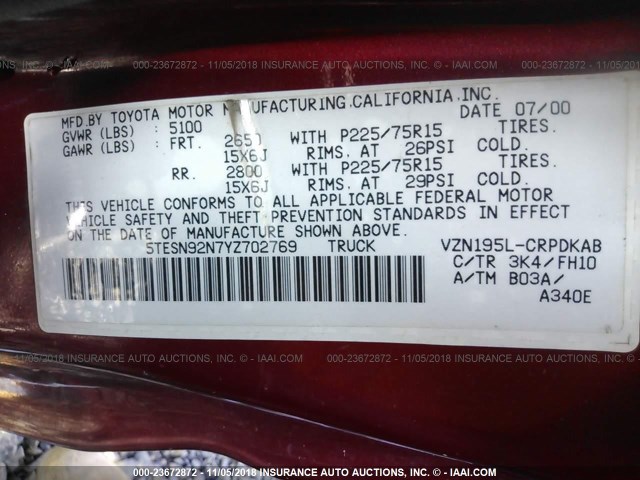 000-23672872 - 11/05/2018 INSURANCE AUTO AUCTIONS, INC. - IAAI.COM
MFD.BY TOYOTA MOTOR MANUFACTURING,CALIFORNIA,INC.
GVWR (LBS) : 5100 DATE 07/00
GAWR (LBS) : FRT. 2650 WITH P225/75R15 TIRES.
15X6J RIMS. AT 26PSI COLD.
RR. 2800 WITH P225/75R15 TIRES.
15X6J RIMS. AT 29PSI COLD.
THIS VEHICLE CONFORMS TO ALL APPLICABLE FEDERAL MOTOR
VEHICLE SAFETY AND THEFT PREVENTION STANDARDS IN EFFECT
ON THE DATE OF MANUFACTURE SHOWN ABOVE.
5TESN92N7YZ702769 TRUCK VZN195L-CRPDKAB
C/TR 3K4/FH10
A/TM B03A/
A340E
AUTO AUCTIONS, INC. - IAAI.COM 000-23672872 - 11/05/2018 INSURANCE AUTO AUCTIONS
000-23672872 - 11/05/2018 INSURANCE AUTO AUCTIONS, INC. - IAAI.COM